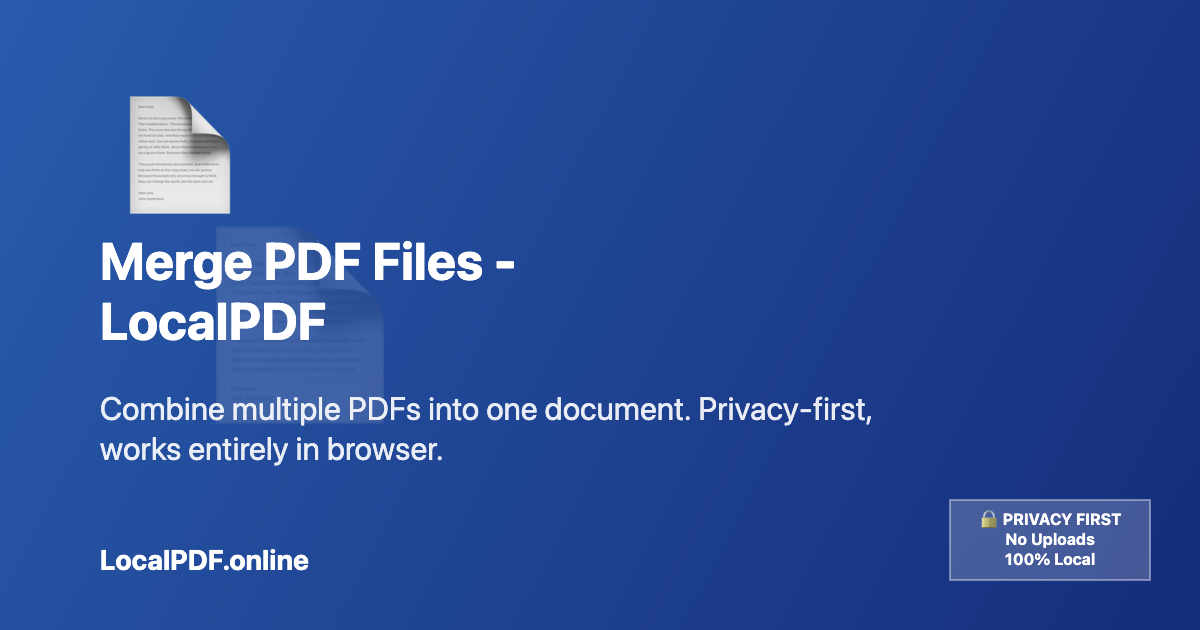 Merge PDF Files -
LocalPDF
Combine multiple PDFs into one document. Privacy-first,
works entirely in browser.
LocalPDF.online
🔒 PRIVACY FIRST
No Uploads
100% Local